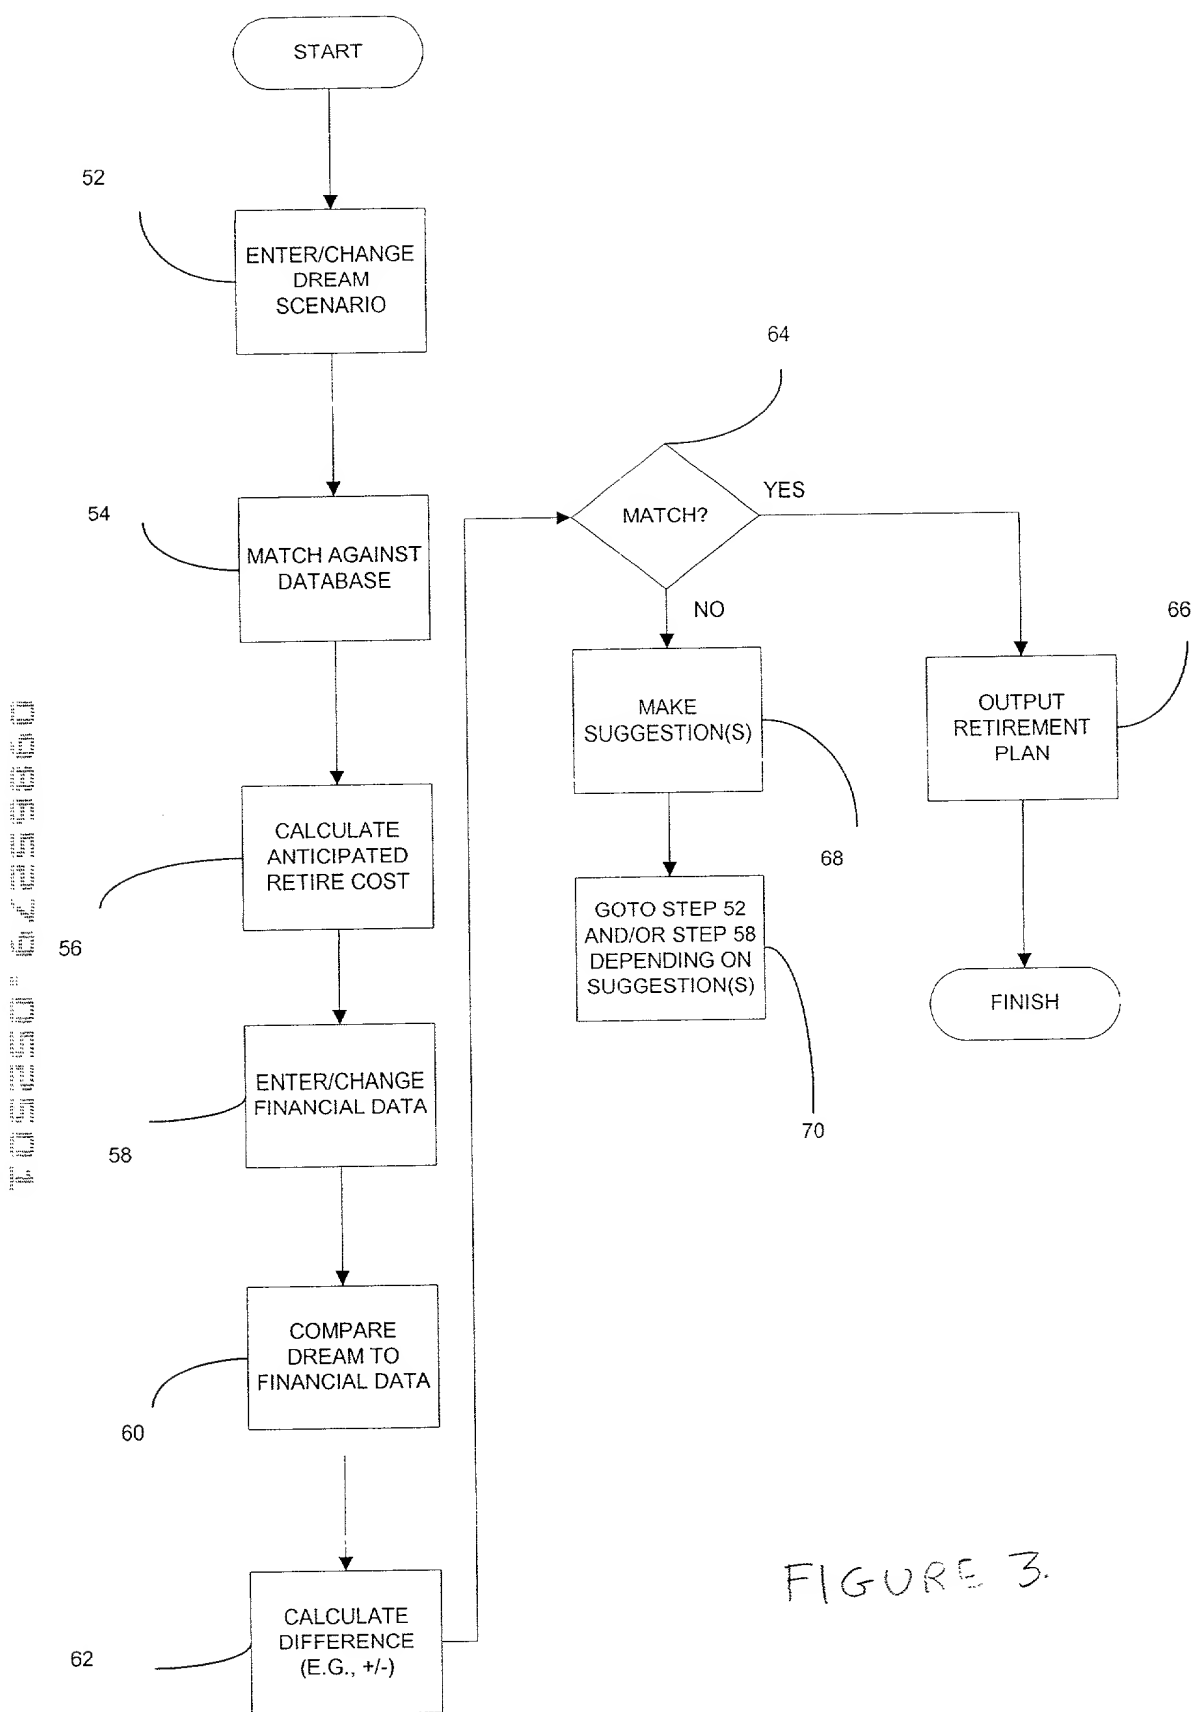 START
52
ENTER/CHANGE
DREAM
SCENARIO
54
MATCH AGAINST
DATABASE
CALCULATE
ANTICIPATED
RETIRE COST
56
ENTER/CHANGE
FINANCIAL DATA
58
COMPARE
DREAM TO
FINANCIAL DATA
60
CALCULATE
DIFFERENCE
(E.G., +/-)
62
64
MATCH?
YES
NO
MAKE
SUGGESTION(S)
68
GOTO STEP 52
AND/OR STEP 58
DEPENDING ON
SUGGESTION(S)
70
66
OUTPUT
RETIREMENT
PLAN
FINISH
FIGURE 3.